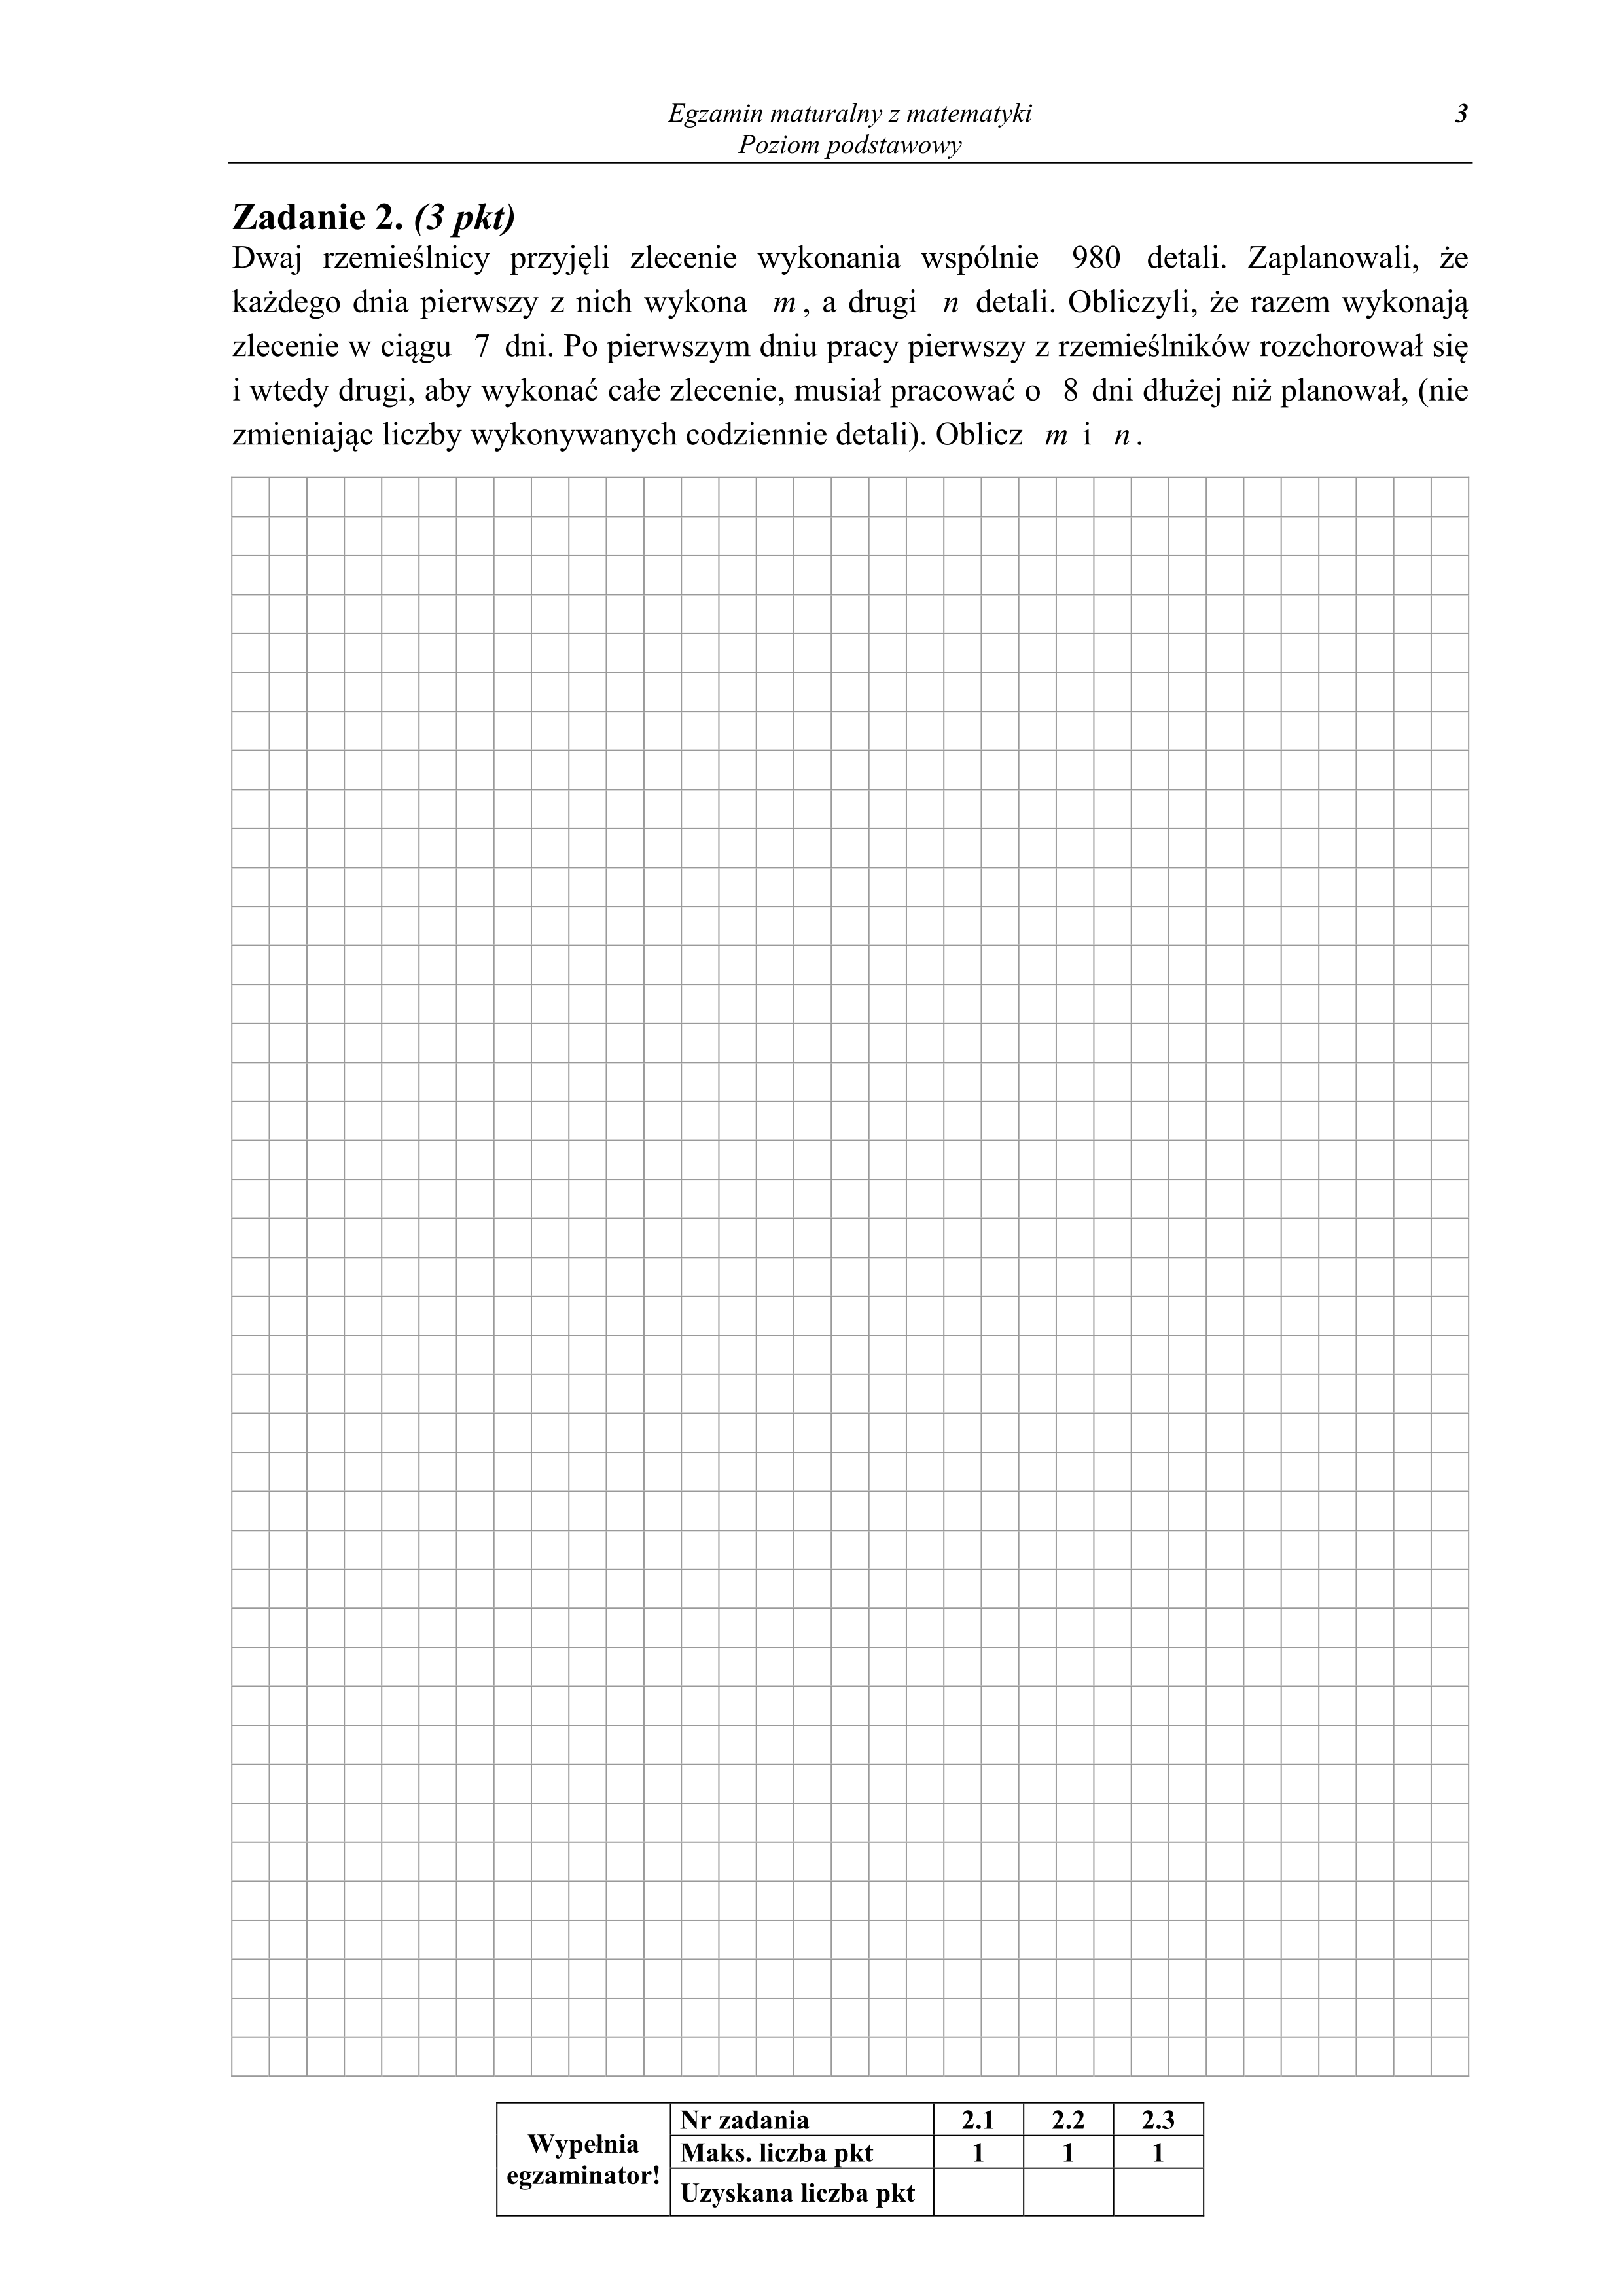 Egzamin maturalny z matematyki 3
Poziom podstawowy
Zadanie 2. (3 pkt)
Dwaj rzemieślnicy przyjęli zlecenie wykonania wspólnie 980 detali. Zaplanowali, że
każdego dnia pierwszy z nich wykona m, a drugi n detali. Obliczyli, że razem wykonają
zlecenie w ciągu 7 dni. Po pierwszym dniu pracy pierwszy z rzemieślników rozchorował się
i wtedy drugi, aby wykonać całe zlecenie, musiał pracować o 8 dni dłużej niż planował, (nie
zmieniając liczby wykonywanych codziennie detali). Oblicz m i n.
Wypełnia egzaminator!
Nr zadania 2.1 2.2 2.3
Maks. liczba pkt 1 1 1
Uzyskana liczba pkt